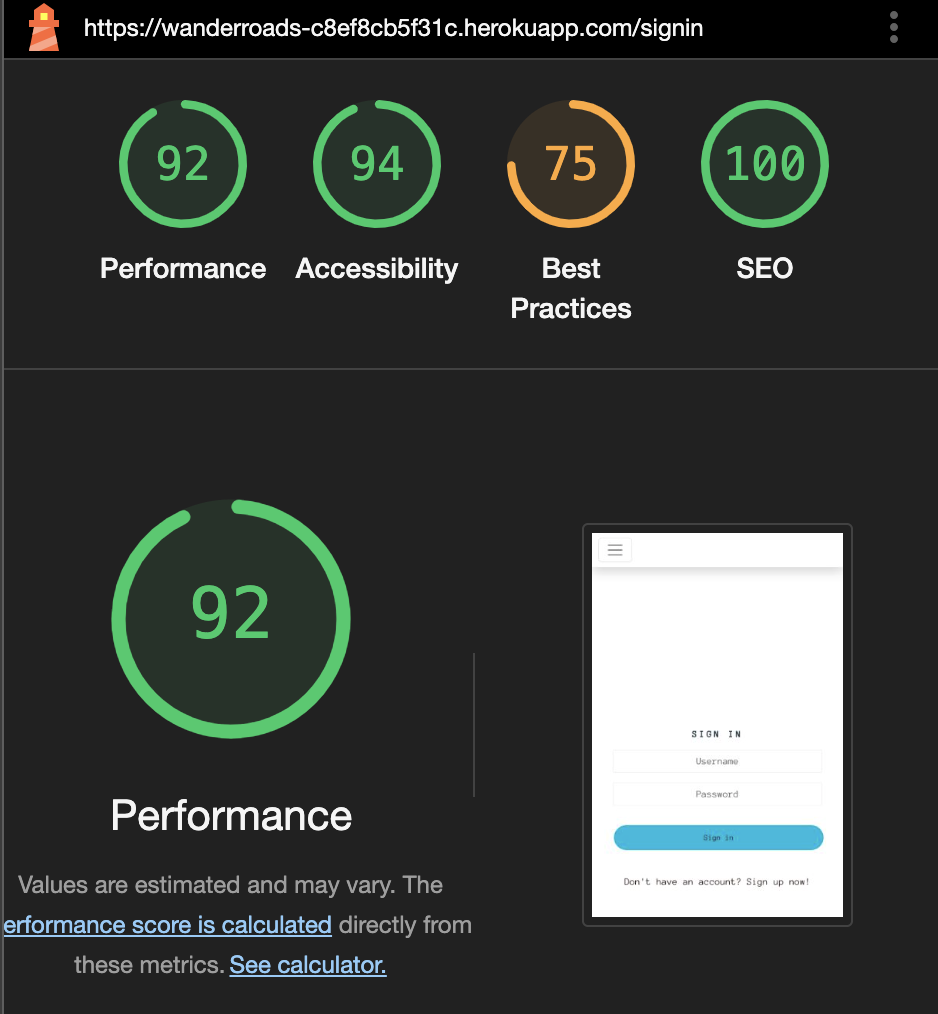 https://wanderroads-c8ef8cb5f31c.herokuapp.com/signin
92
94
75
100
Performance
Accessibility
Best
Practices
SEO
92
Performance
Values are estimated and may vary. The
erformance score is calculated directly from
these metrics. See calculator.
SIGN IN
Username
Password
Sign in
Don't have an account? Sign up now!